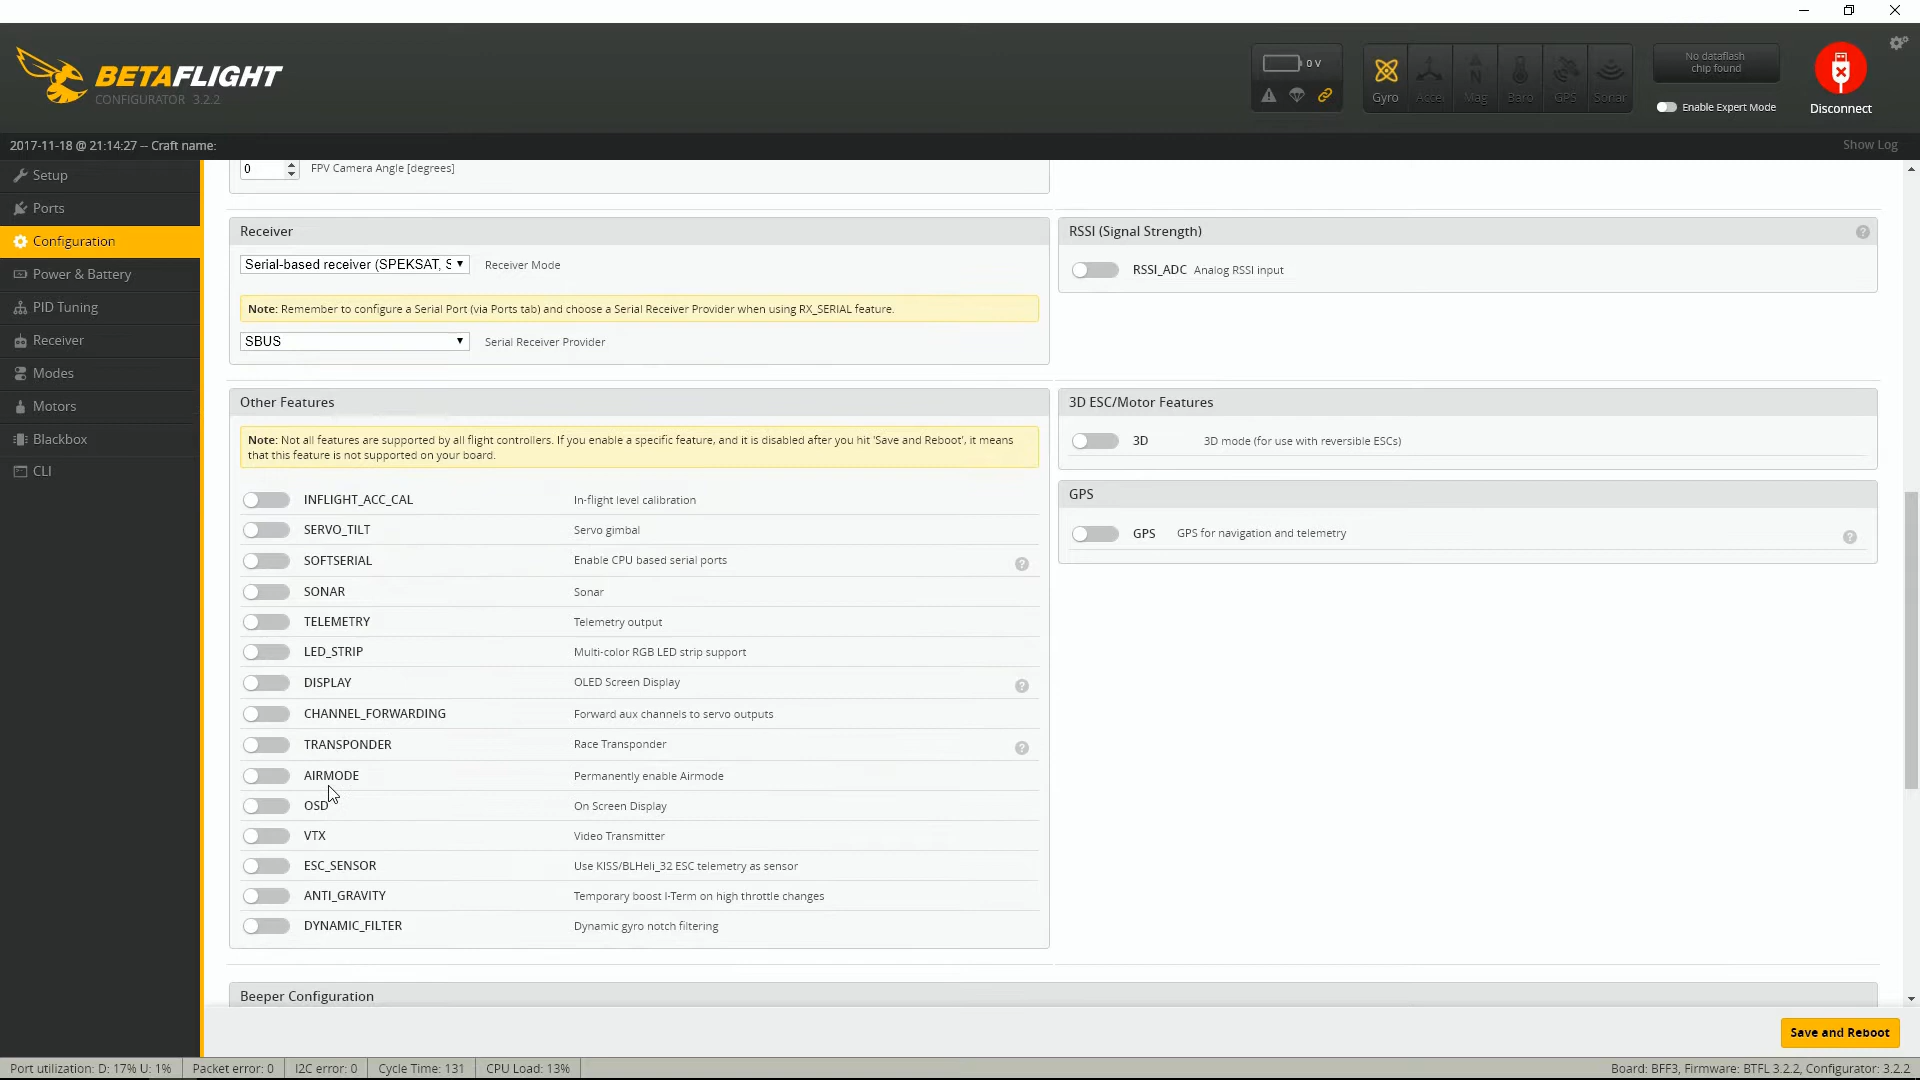 BETAFLIGHT
CONFIGURATOR 3.2.2
0 V
Gyro
Accel
Mag
Baro
GPS
Sonar
No dataflash
chip found
Enable Expert Mode
Disconnect
2017-11-18 @ 21:14:27 -- Craft name:
Show Log
Setup
Ports
Configuration
Power & Battery
PID Tuning
Receiver
Modes
Motors
Blackbox
CLI
0 FPV Camera Angle [degrees]
Receiver
Serial-based receiver (SPEKSAT, S Receiver Mode
Note: Remember to configure a Serial Port (via Ports tab) and choose a Serial Receiver Provider when using RX_SERIAL feature.
SBUS Serial Receiver Provider
RSSI (Signal Strength)
RSSI_ADC Analog RSSI input
Other Features
Note: Not all features are supported by all flight controllers. If you enable a specific feature, and it is disabled after you hit 'Save and Reboot', it means
that this feature is not supported on your board.
INFLIGHT_ACC_CAL In-flight level calibration
SERVO_TILT Servo gimbal
SOFTSERIAL Enable CPU based serial ports
SONAR Sonar
TELEMETRY Telemetry output
LED_STRIP Multi-color RGB LED strip support
DISPLAY OLED Screen Display
CHANNEL_FORWARDING Forward aux channels to servo outputs
TRANSPONDER Race Transponder
AIRMODE Permanently enable Airmode
OSD On Screen Display
VTX Video Transmitter
ESC_SENSOR Use KISS/BLHeli_32 ESC telemetry as sensor
ANTI_GRAVITY Temporary boost I-Term on high throttle changes
DYNAMIC_FILTER Dynamic gyro notch filtering
3D ESC/Motor Features
3D 3D mode (for use with reversible ESCs)
GPS
GPS GPS for navigation and telemetry
Beeper Configuration
Save and Reboot
Port utilization: D: 17% U: 1% Packet error: 0 I2C error: 0 Cycle Time: 131 CPU Load: 13% Board: BFF3, Firmware: BTFL 3.2.2, Configurator: 3.2.2